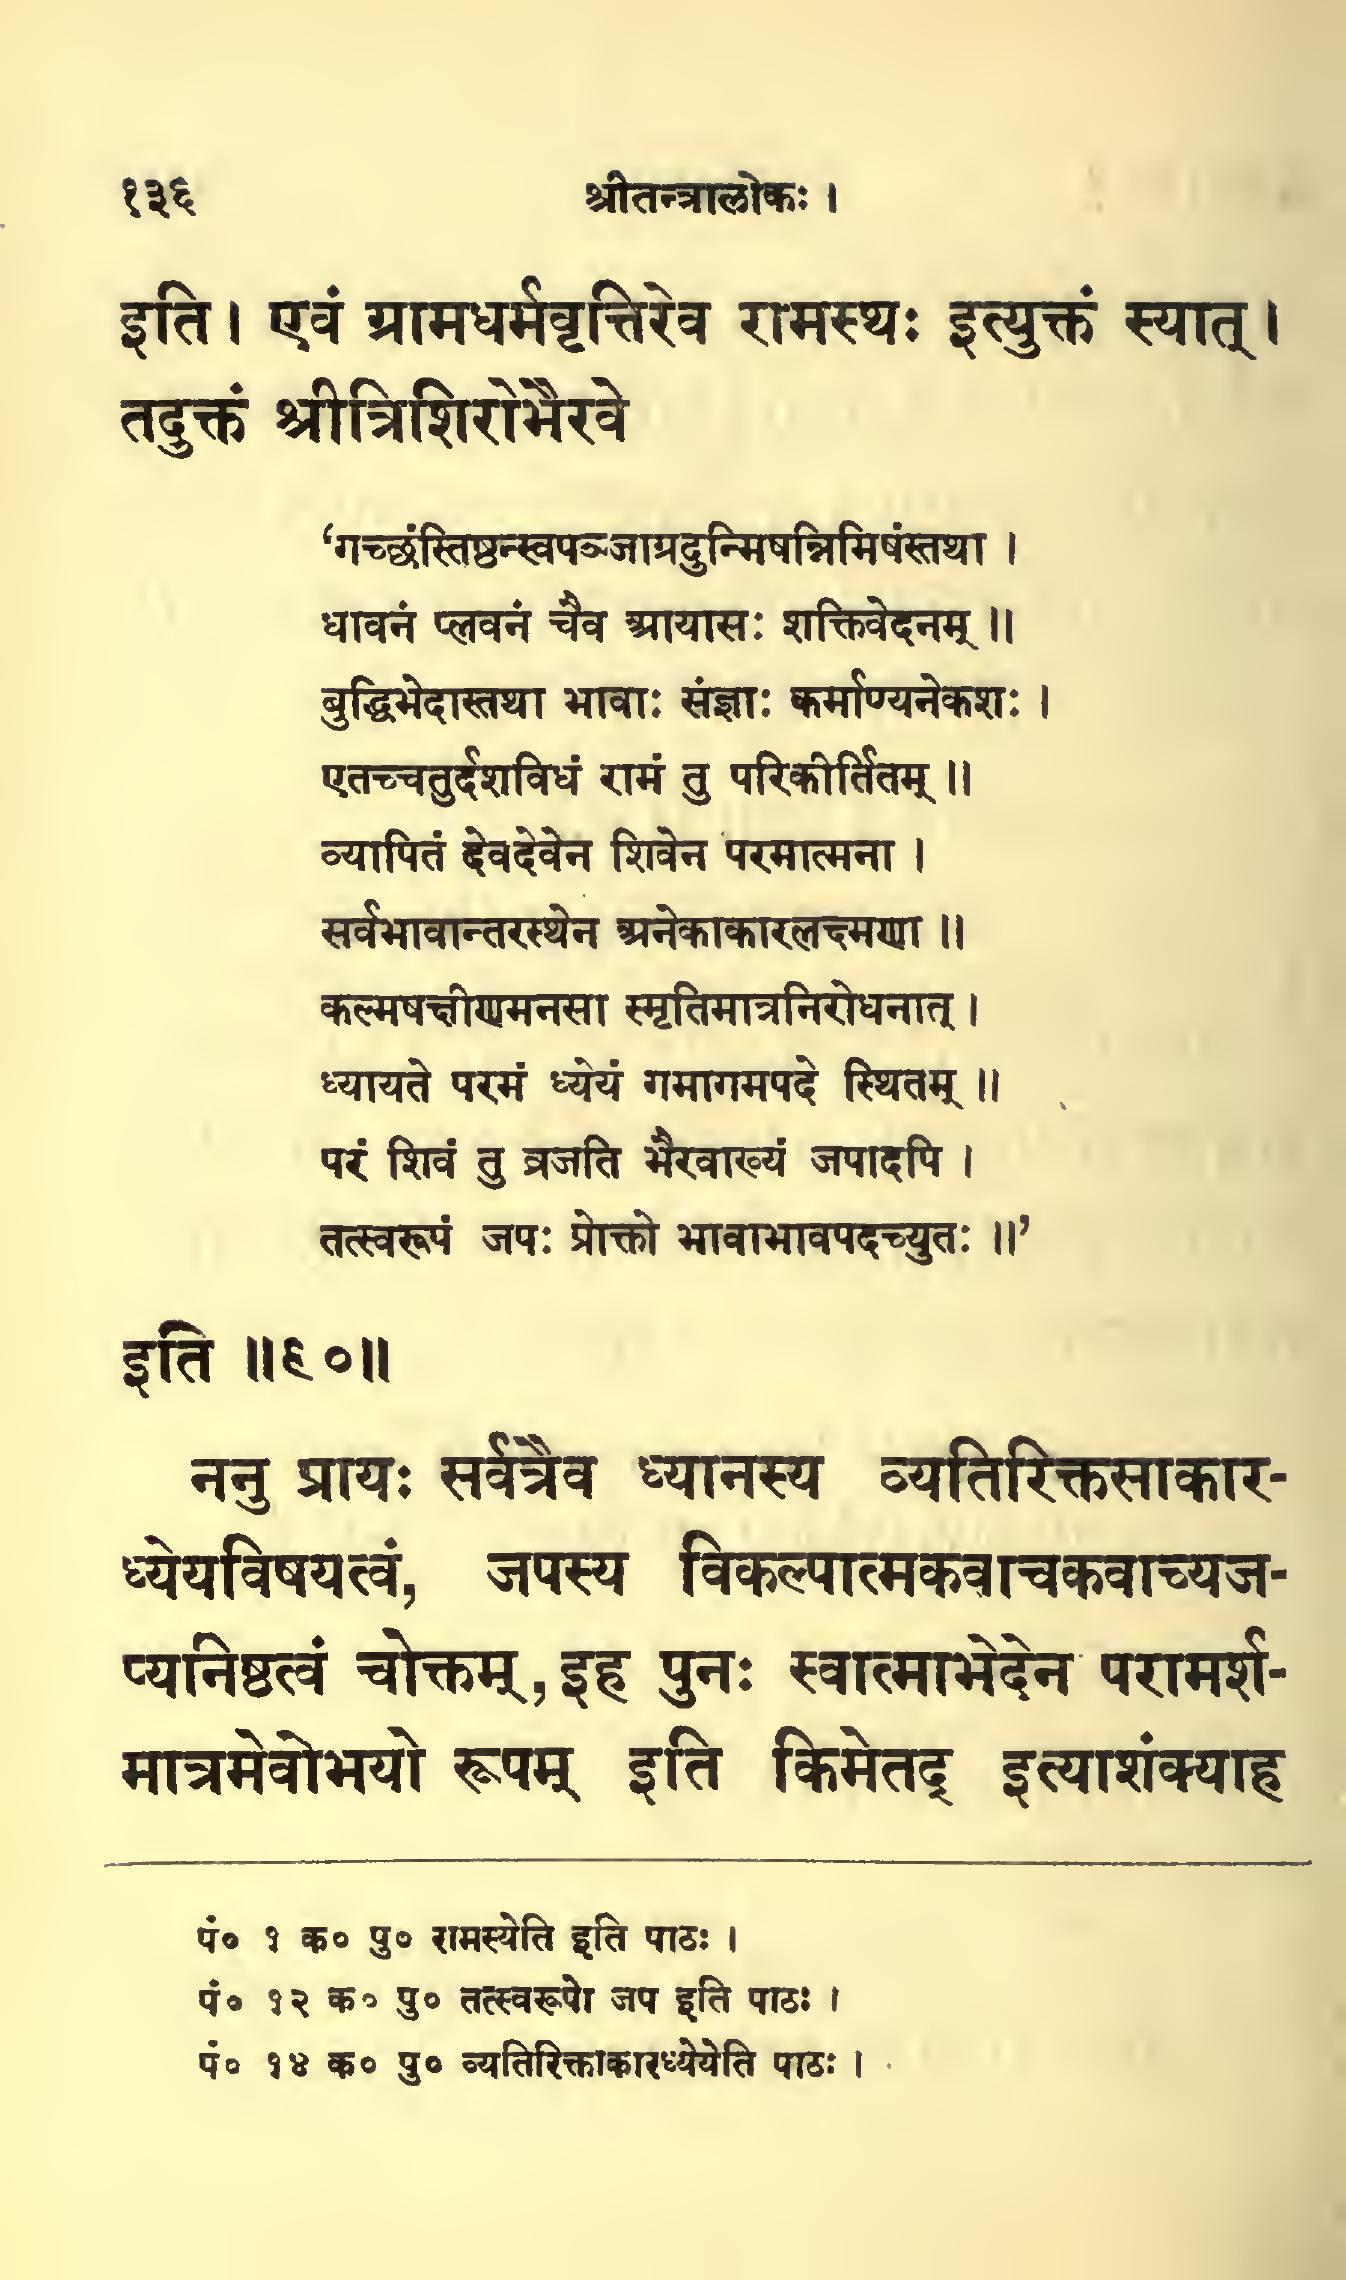 १३६ श्रीतन्त्रालोकः ।
इति । एवं ग्रामधर्मवृत्तिरेव रामस्थः इत्युक्तं स्यात् ।
तदुक्तं श्रीत्रिशिरोभैरवे
‘गच्छंस्तिष्ठन्स्वपञ्जाग्रदुन्मिषन्निमिषंस्तथा ।
धावनं प्लवनं चैव आयासः शक्तिवेदनम् ॥
बुद्धिभेदास्तथा भावाः संज्ञाः कर्माण्यनेकशः ।
एतच्चतुर्दशविधं रामं तु परिकीर्तितम् ॥
व्यापितं देवदेवेन शिवेन परमात्मना ।
सर्वभावान्तरस्थेन अनेकाकारलक्ष्मणा ॥
कल्मषक्षीणमनसा स्मृतिमात्रनिरोधनात् ।
ध्यायते परमं ध्येयं गमागमपदे स्थितम् ॥
परं शिवं तु व्रजति भैरवाख्यं जपादपि ।
तत्स्वरूपं जपः प्रोक्तो भावाभावपदच्युतः ॥’
इति ॥९०॥
ननु प्रायः सर्वत्रैव ध्यानस्य व्यतिरिक्तसाकार-
ध्येयविषयत्वं, जपस्य विकल्पात्मकवाचकवाच्यज-
प्यनिष्ठत्वं चोक्तम्, इह पुनः स्वात्माभेदेन परामर्श-
मात्रमेवोभयो रूपम् इति किमेतद् इत्याशंक्याह
पं० १ क० पु० रामस्येति इति पाठः ।
पं० १२ क० पु० तत्स्वरूपो जप इति पाठः ।
पं० १४ क० पु० व्यतिरिक्ताकारध्येयेति पाठः ।